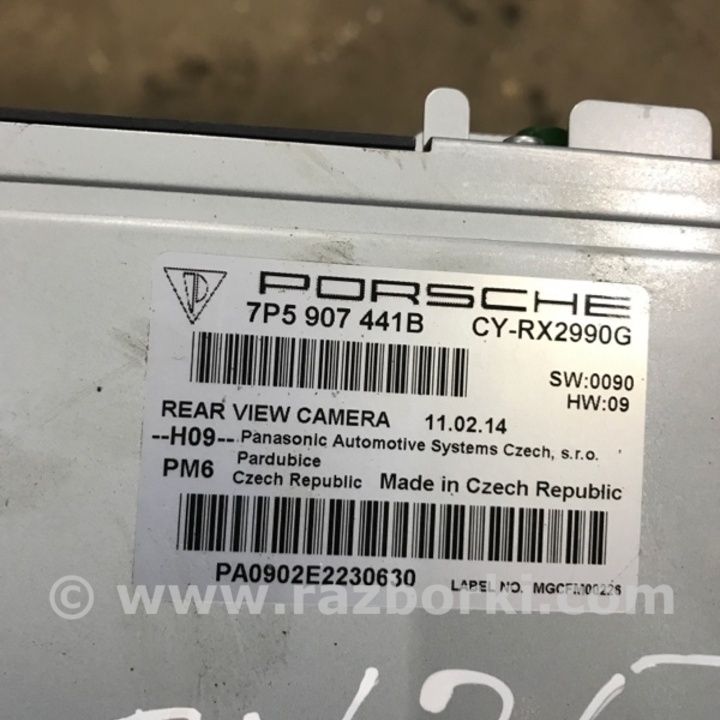 PORSCHE
7P5 907 441B CY-RX2990G
SW:0090
HW:09
REAR VIEW CAMERA 11.02.14
--H09-- Panasonic Automotive Systems Czech, s.r.o.
Pardubice
PM6 Czech Republic Made in Czech Republic
PA0902E2230630 LABEL NO. MGCFM00226
© www.razborki.com